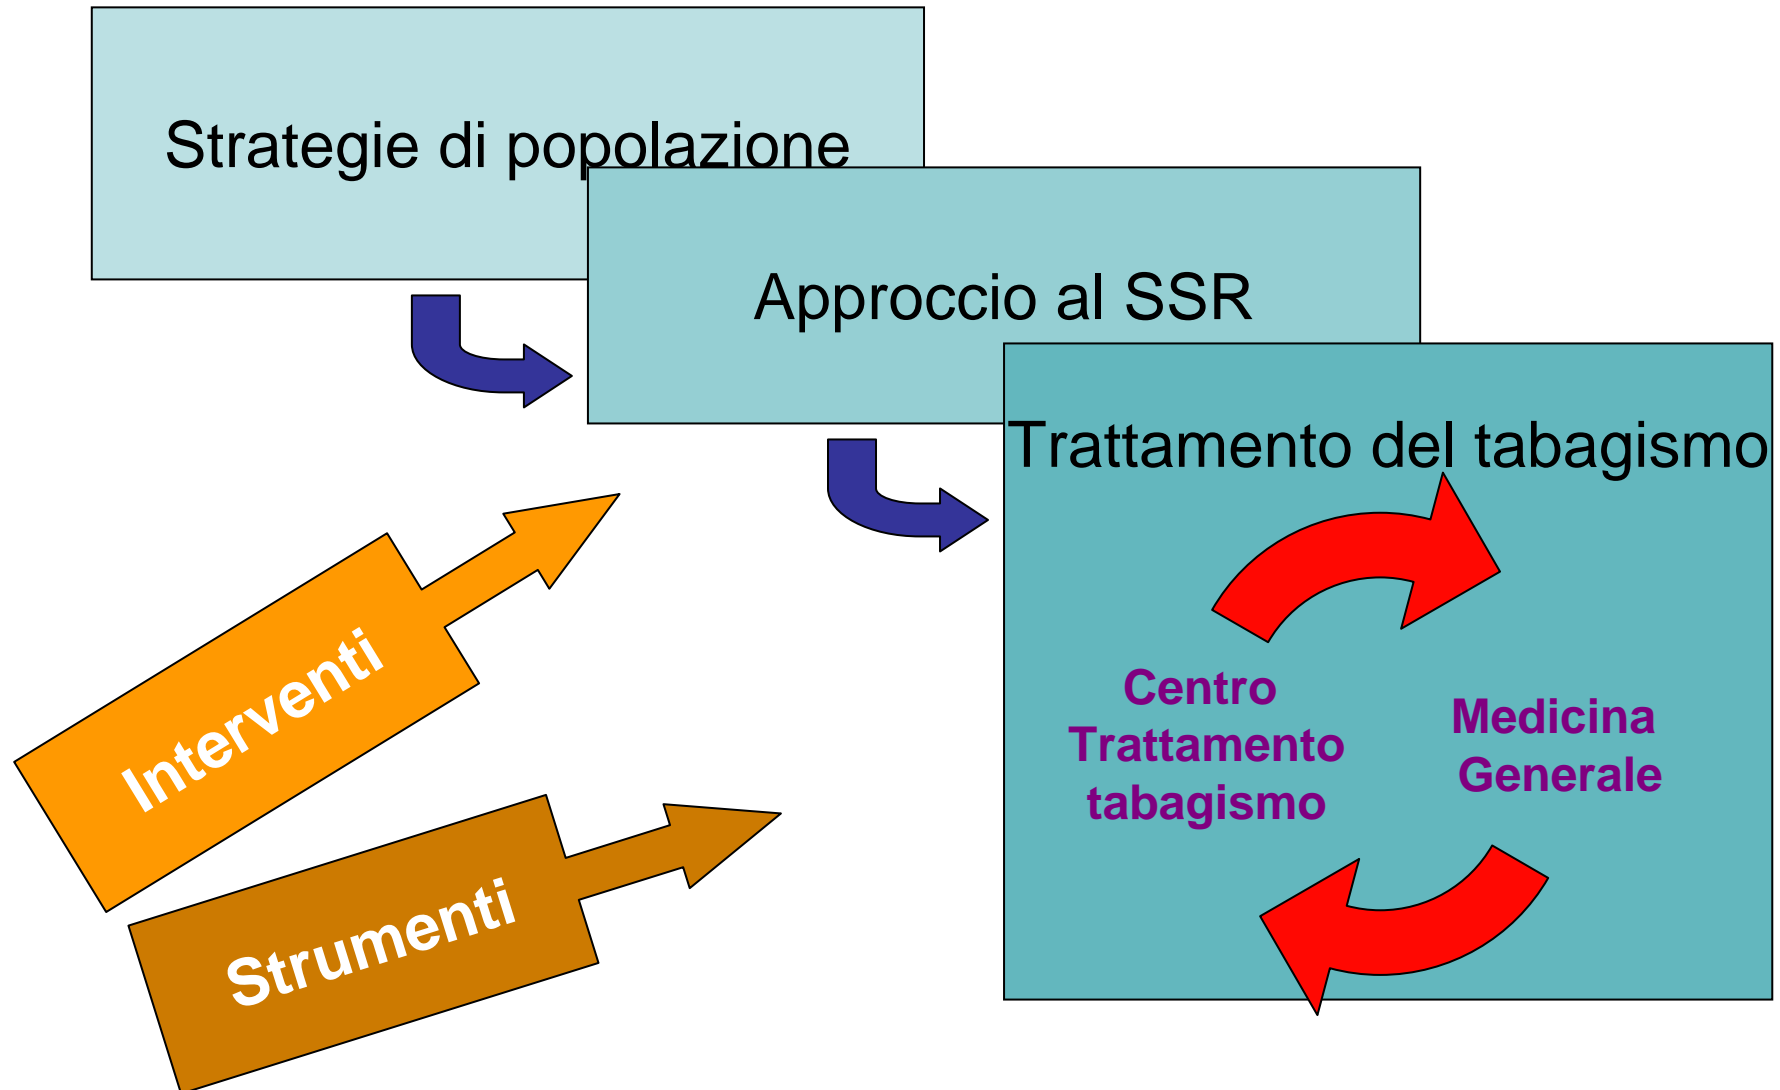 Strategie di popolazione
Approccio al SSR
Trattamento del tabagismo
Centro
Trattamento
tabagismo
Medicina
Generale
Interventi
Strumenti